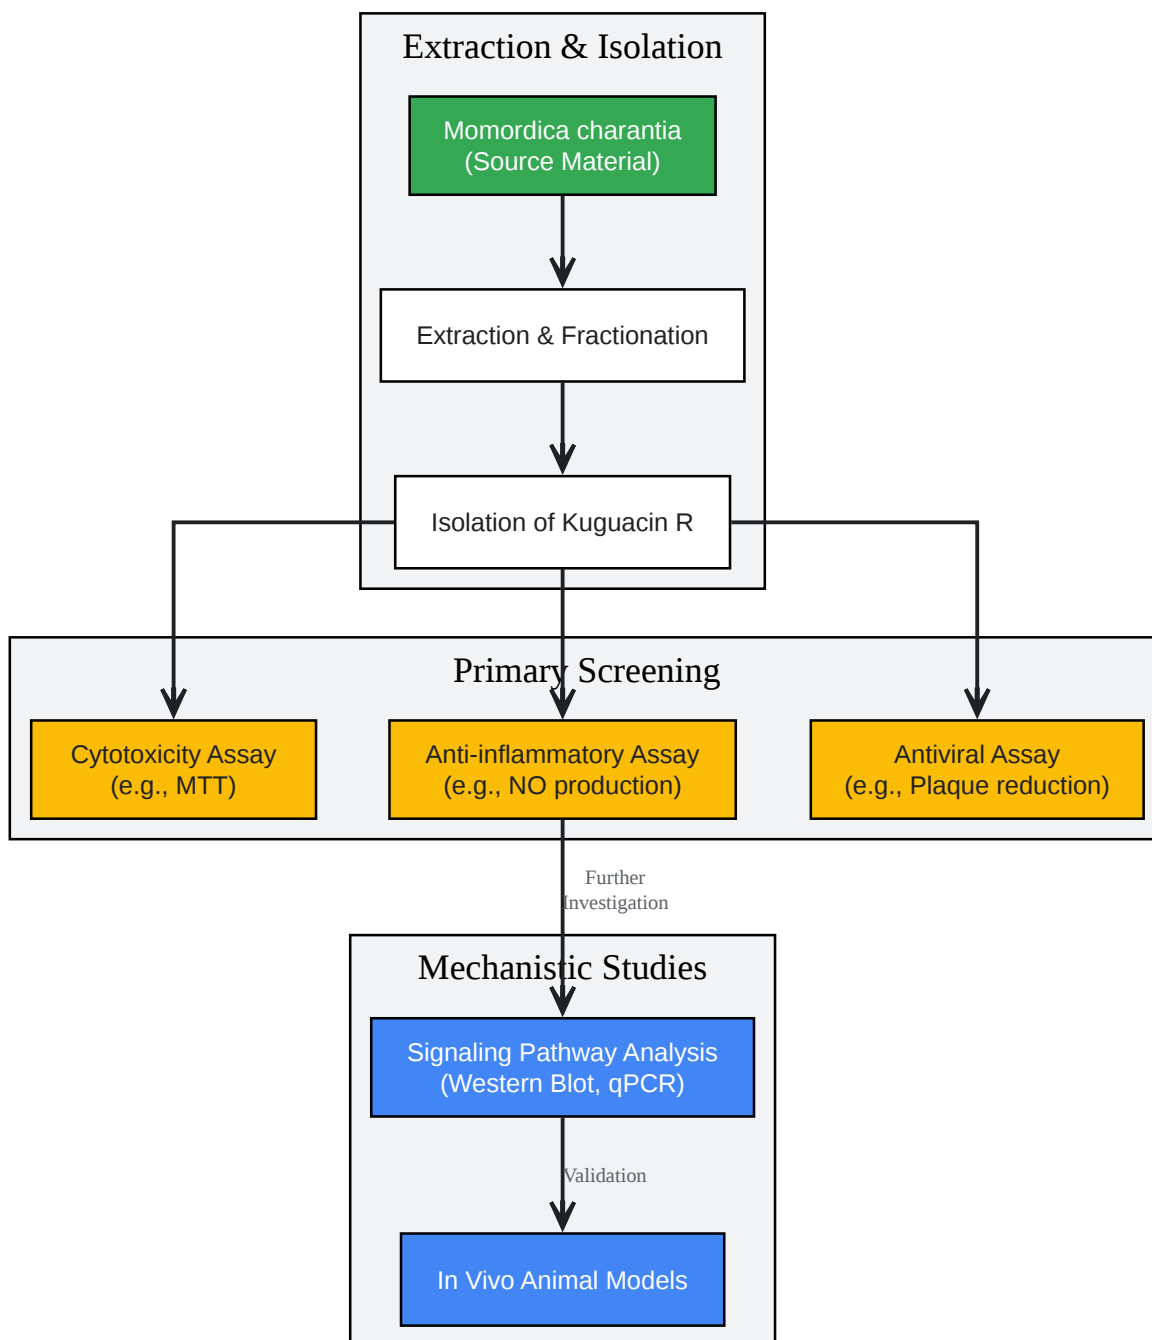 Extraction & Isolation
Momordica charantia
(Source Material)
Extraction & Fractionation
Isolation of Kuguacin R
Primary Screening
Cytotoxicity Assay
(e.g., MTT)
Anti-inflammatory Assay
(e.g., NO production)
Antiviral Assay
(e.g., Plaque reduction)
Further
Investigation
Mechanistic Studies
Signaling Pathway Analysis
(Western Blot, qPCR)
Validation
In Vivo Animal Models